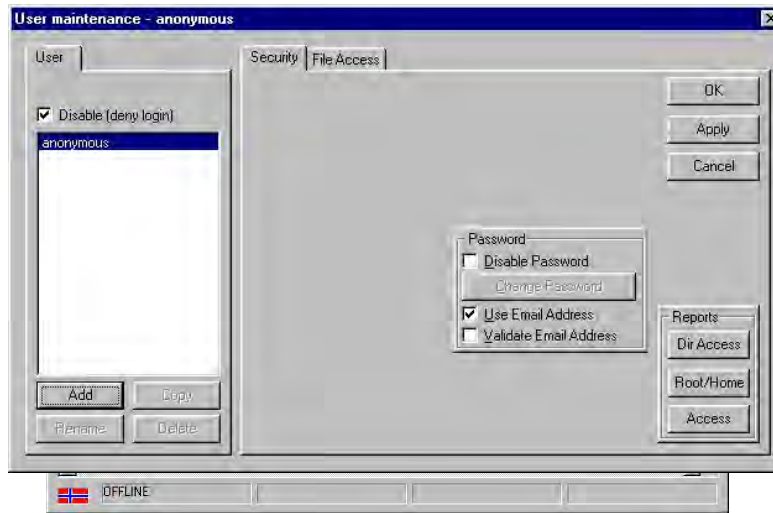 User maintenance - anonymous
User
Security
File Access
Disable (deny login)
anonymous
OK
Apply
Cancel
Password
Disable Password
Change Password
Use Email Address
Validate Email Address
Reports
Dir Access
Root/Home
Access
Add
Copy
Rename
Delete
OFFLINE